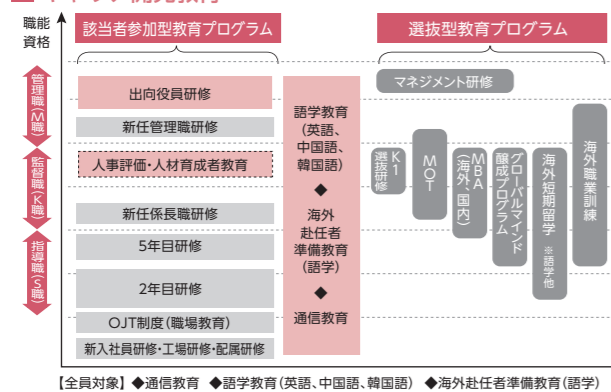 職能
資格
該当者参加型教育プログラム
選抜型教育プログラム
管理職(M職)
監督職(K職)
指導職(S職)
出向役員研修
新任管理職研修
人事評価・人材育成者教育
新任係長職研修
5年目研修
2年目研修
OJT制度(職場教育)
新入社員研修・工場研修・配属研修
語学教育
(英語、
中国語、
韓国語)
◆
海外
赴任者
準備教育
(語学)
◆
通信教育
マネジメント研修
K1
選抜研修
MOT
MBA
(海外、国内)
グローバルマインド
醸成プログラム
海外短期留学
※語学他
海外職業訓練
【全員対象】◆通信教育 ◆語学教育(英語、中国語、韓国語) ◆海外赴任者準備教育(語学)